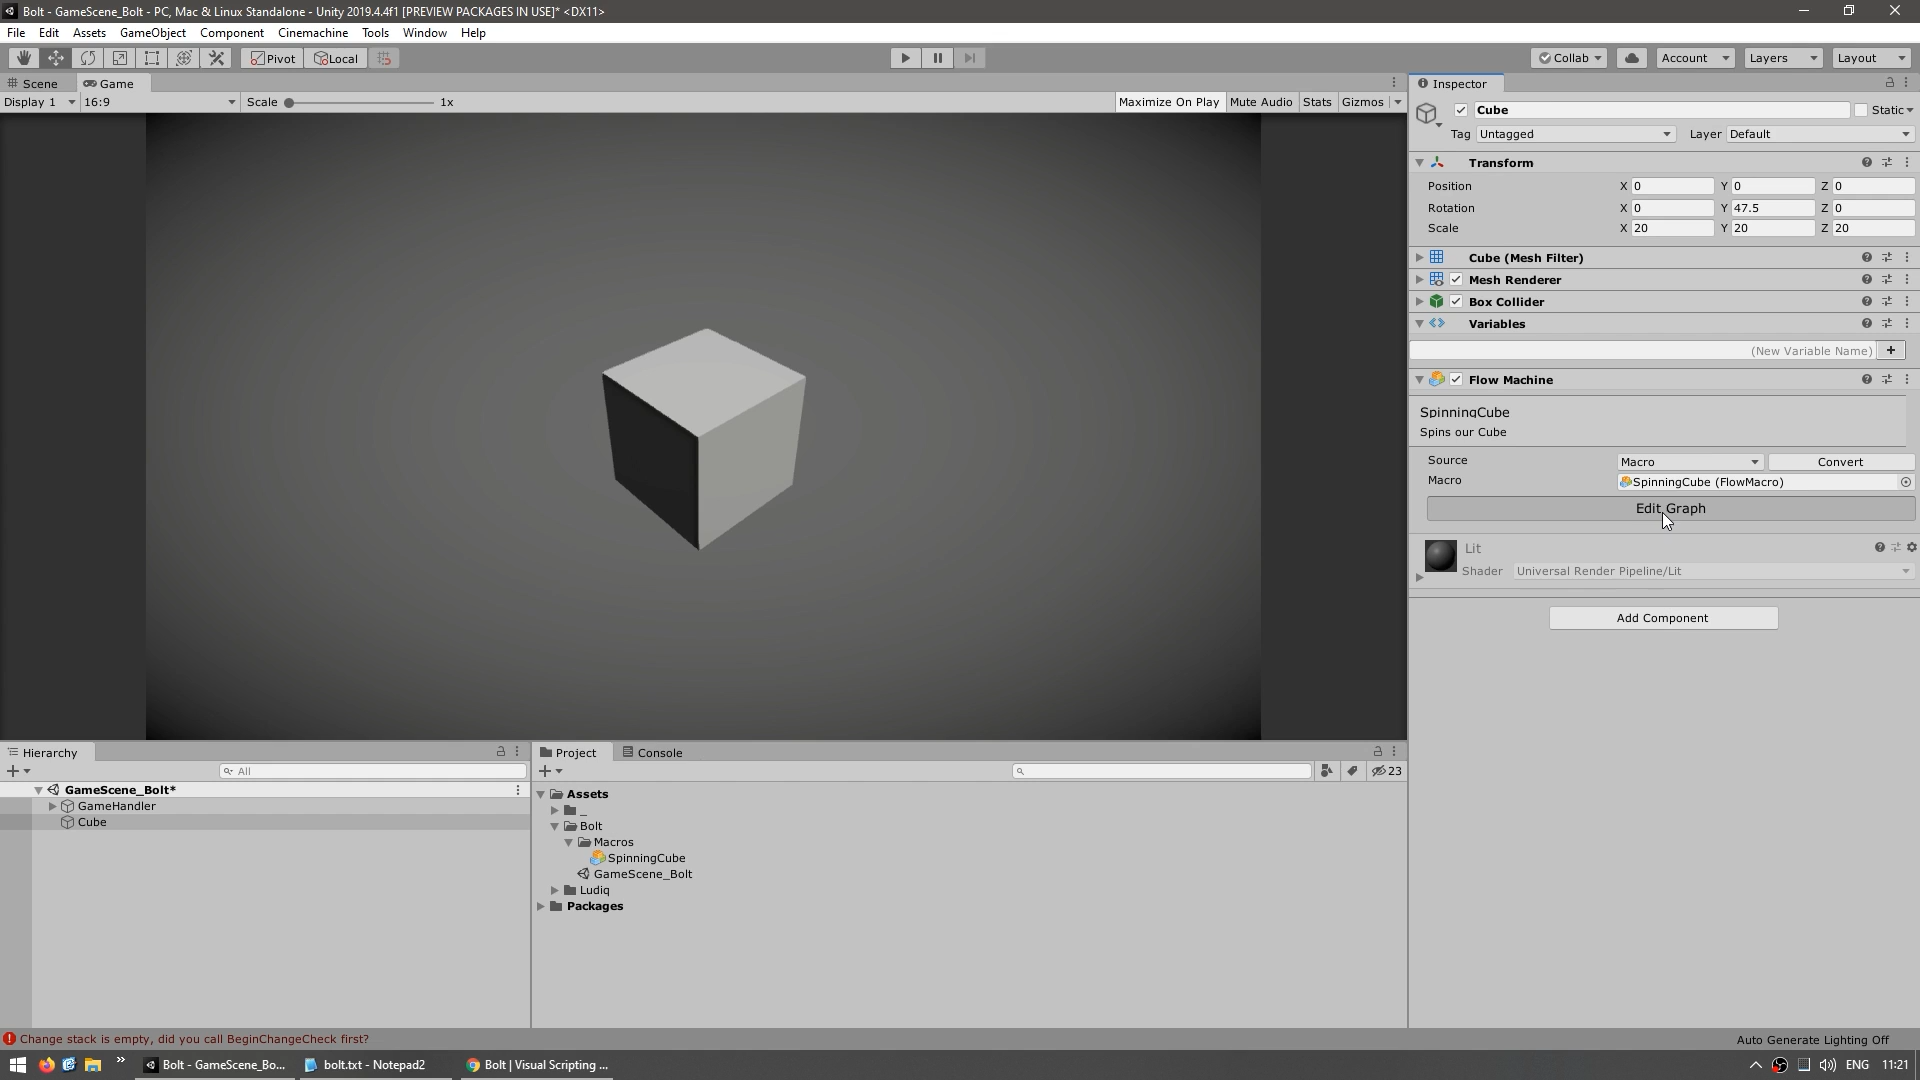 Bolt - GameScene_Bolt - PC, Mac & Linux Standalone - Unity 2019.4.4f1 [PREVIEW PACKAGES IN USE]* <DX11>
File Edit Assets GameObject Component Cinemachine Tools Window Help
Pivot Local Collab Account Layers Layout
Scene Game
Display 1 16:9 Scale 1x Maximize On Play Mute Audio Stats Gizmos
Inspector
Cube Static
Tag Untagged Layer Default
Transform
Position X 0 Y 0 Z 0
Rotation X 0 Y 47.5 Z 0
Scale X 20 Y 20 Z 20
Cube (Mesh Filter)
Mesh Renderer
Box Collider
Variables
(New Variable Name) +
Flow Machine
SpinningCube
Spins our Cube
Source Macro Convert
Macro SpinningCube (FlowMacro)
Edit Graph
Lit
Shader Universal Render Pipeline/Lit
Add Component
Hierarchy
All
GameScene_Bolt*
GameHandler
Cube
Project Console
23
Assets
_
Bolt
Macros
SpinningCube
GameScene_Bolt
Ludiq
Packages
Change stack is empty, did you call BeginChangeCheck first?
Auto Generate Lighting Off
Bolt - GameScene_Bo... bolt.txt - Notepad2 Bolt | Visual Scripting ... ENG 11:21